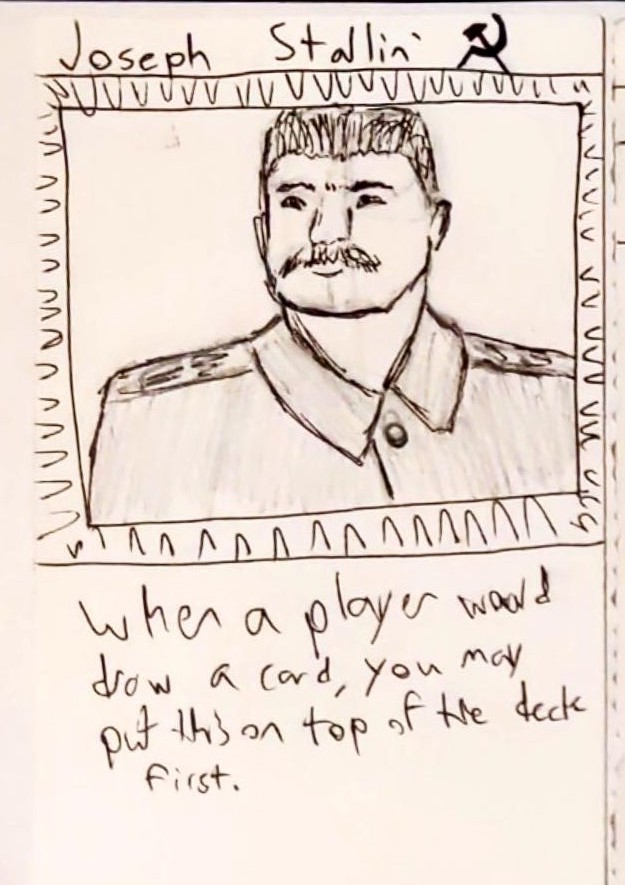 Joseph Stallin'
When a player would
draw a card, you may
put this on top of the deck
first.